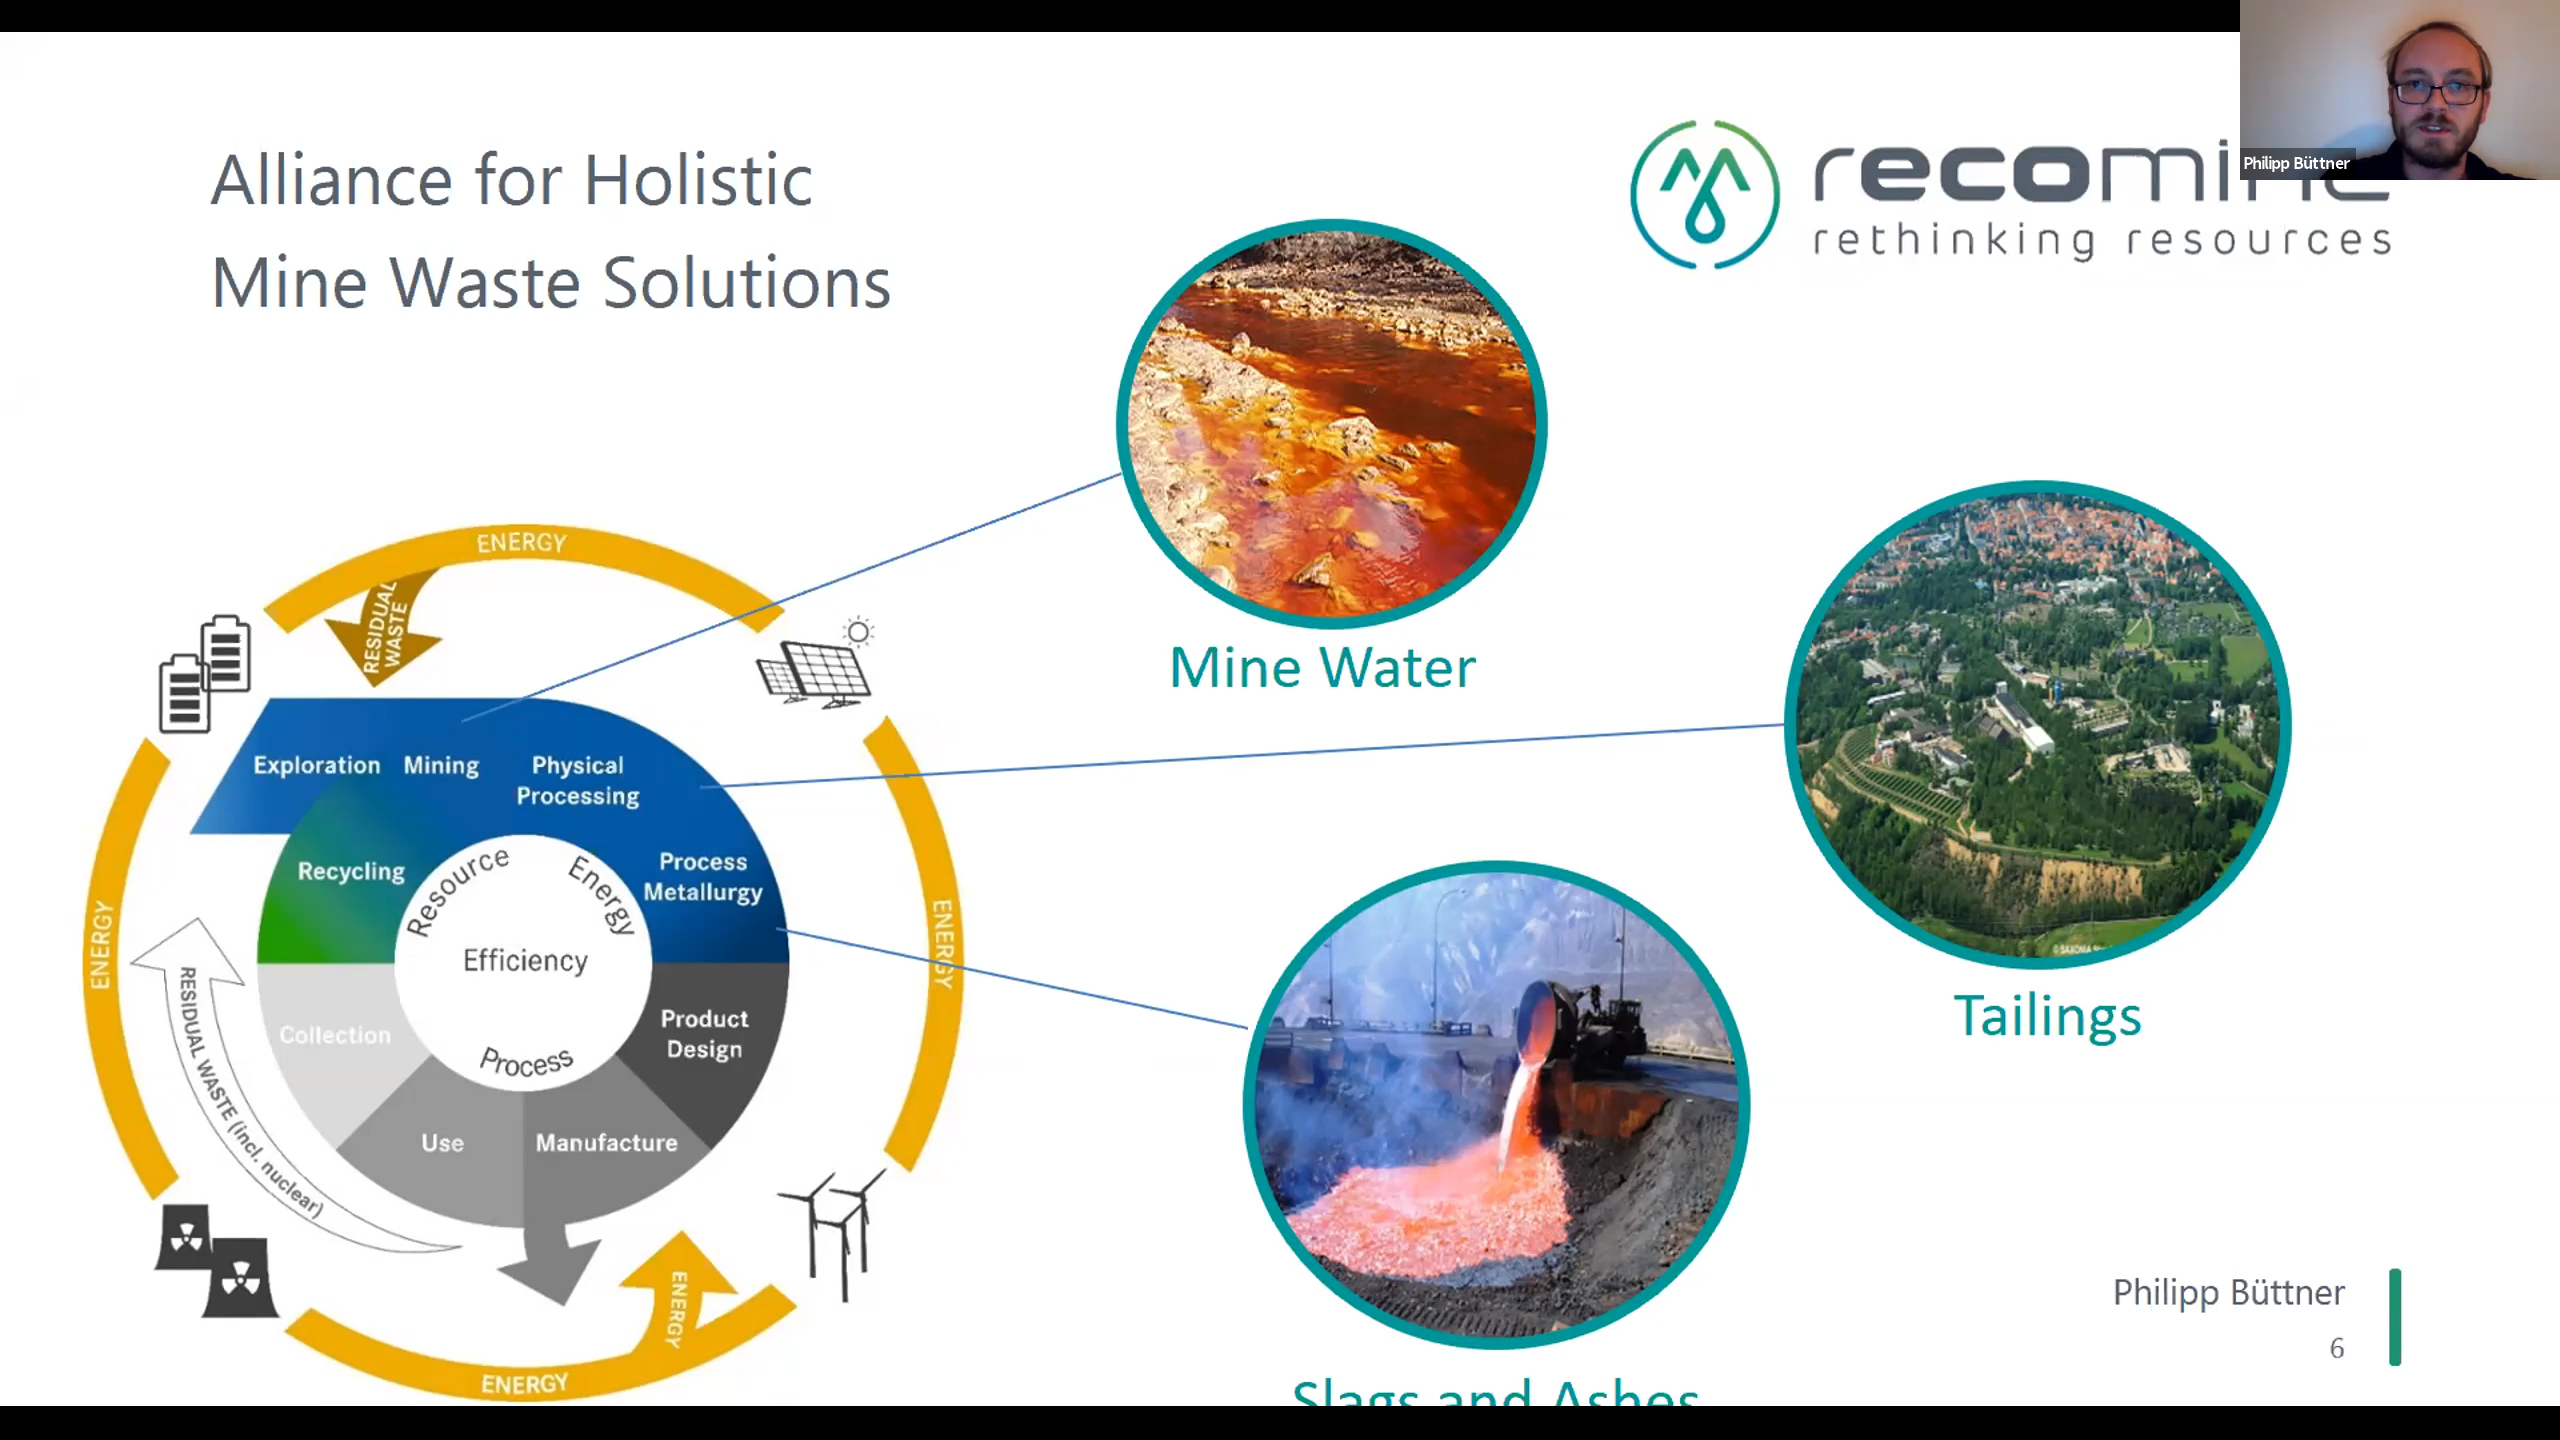 Alliance for Holistic
Mine Waste Solutions
rethinking resources
Philipp Büttner
Mine Water
Tailings
Slags and Ashes
ENERGY
RESIDUAL
WASTE
Exploration
Mining
Physical
Processing
Process
Metallurgy
Recycling
Resource
Energy
Efficiency
Process
Product
Design
Collection
Use
Manufacture
ENERGY
ENERGY
RESIDUAL WASTE (incl. nuclear)
ENERGY
ENERGY
Philipp Büttner
6